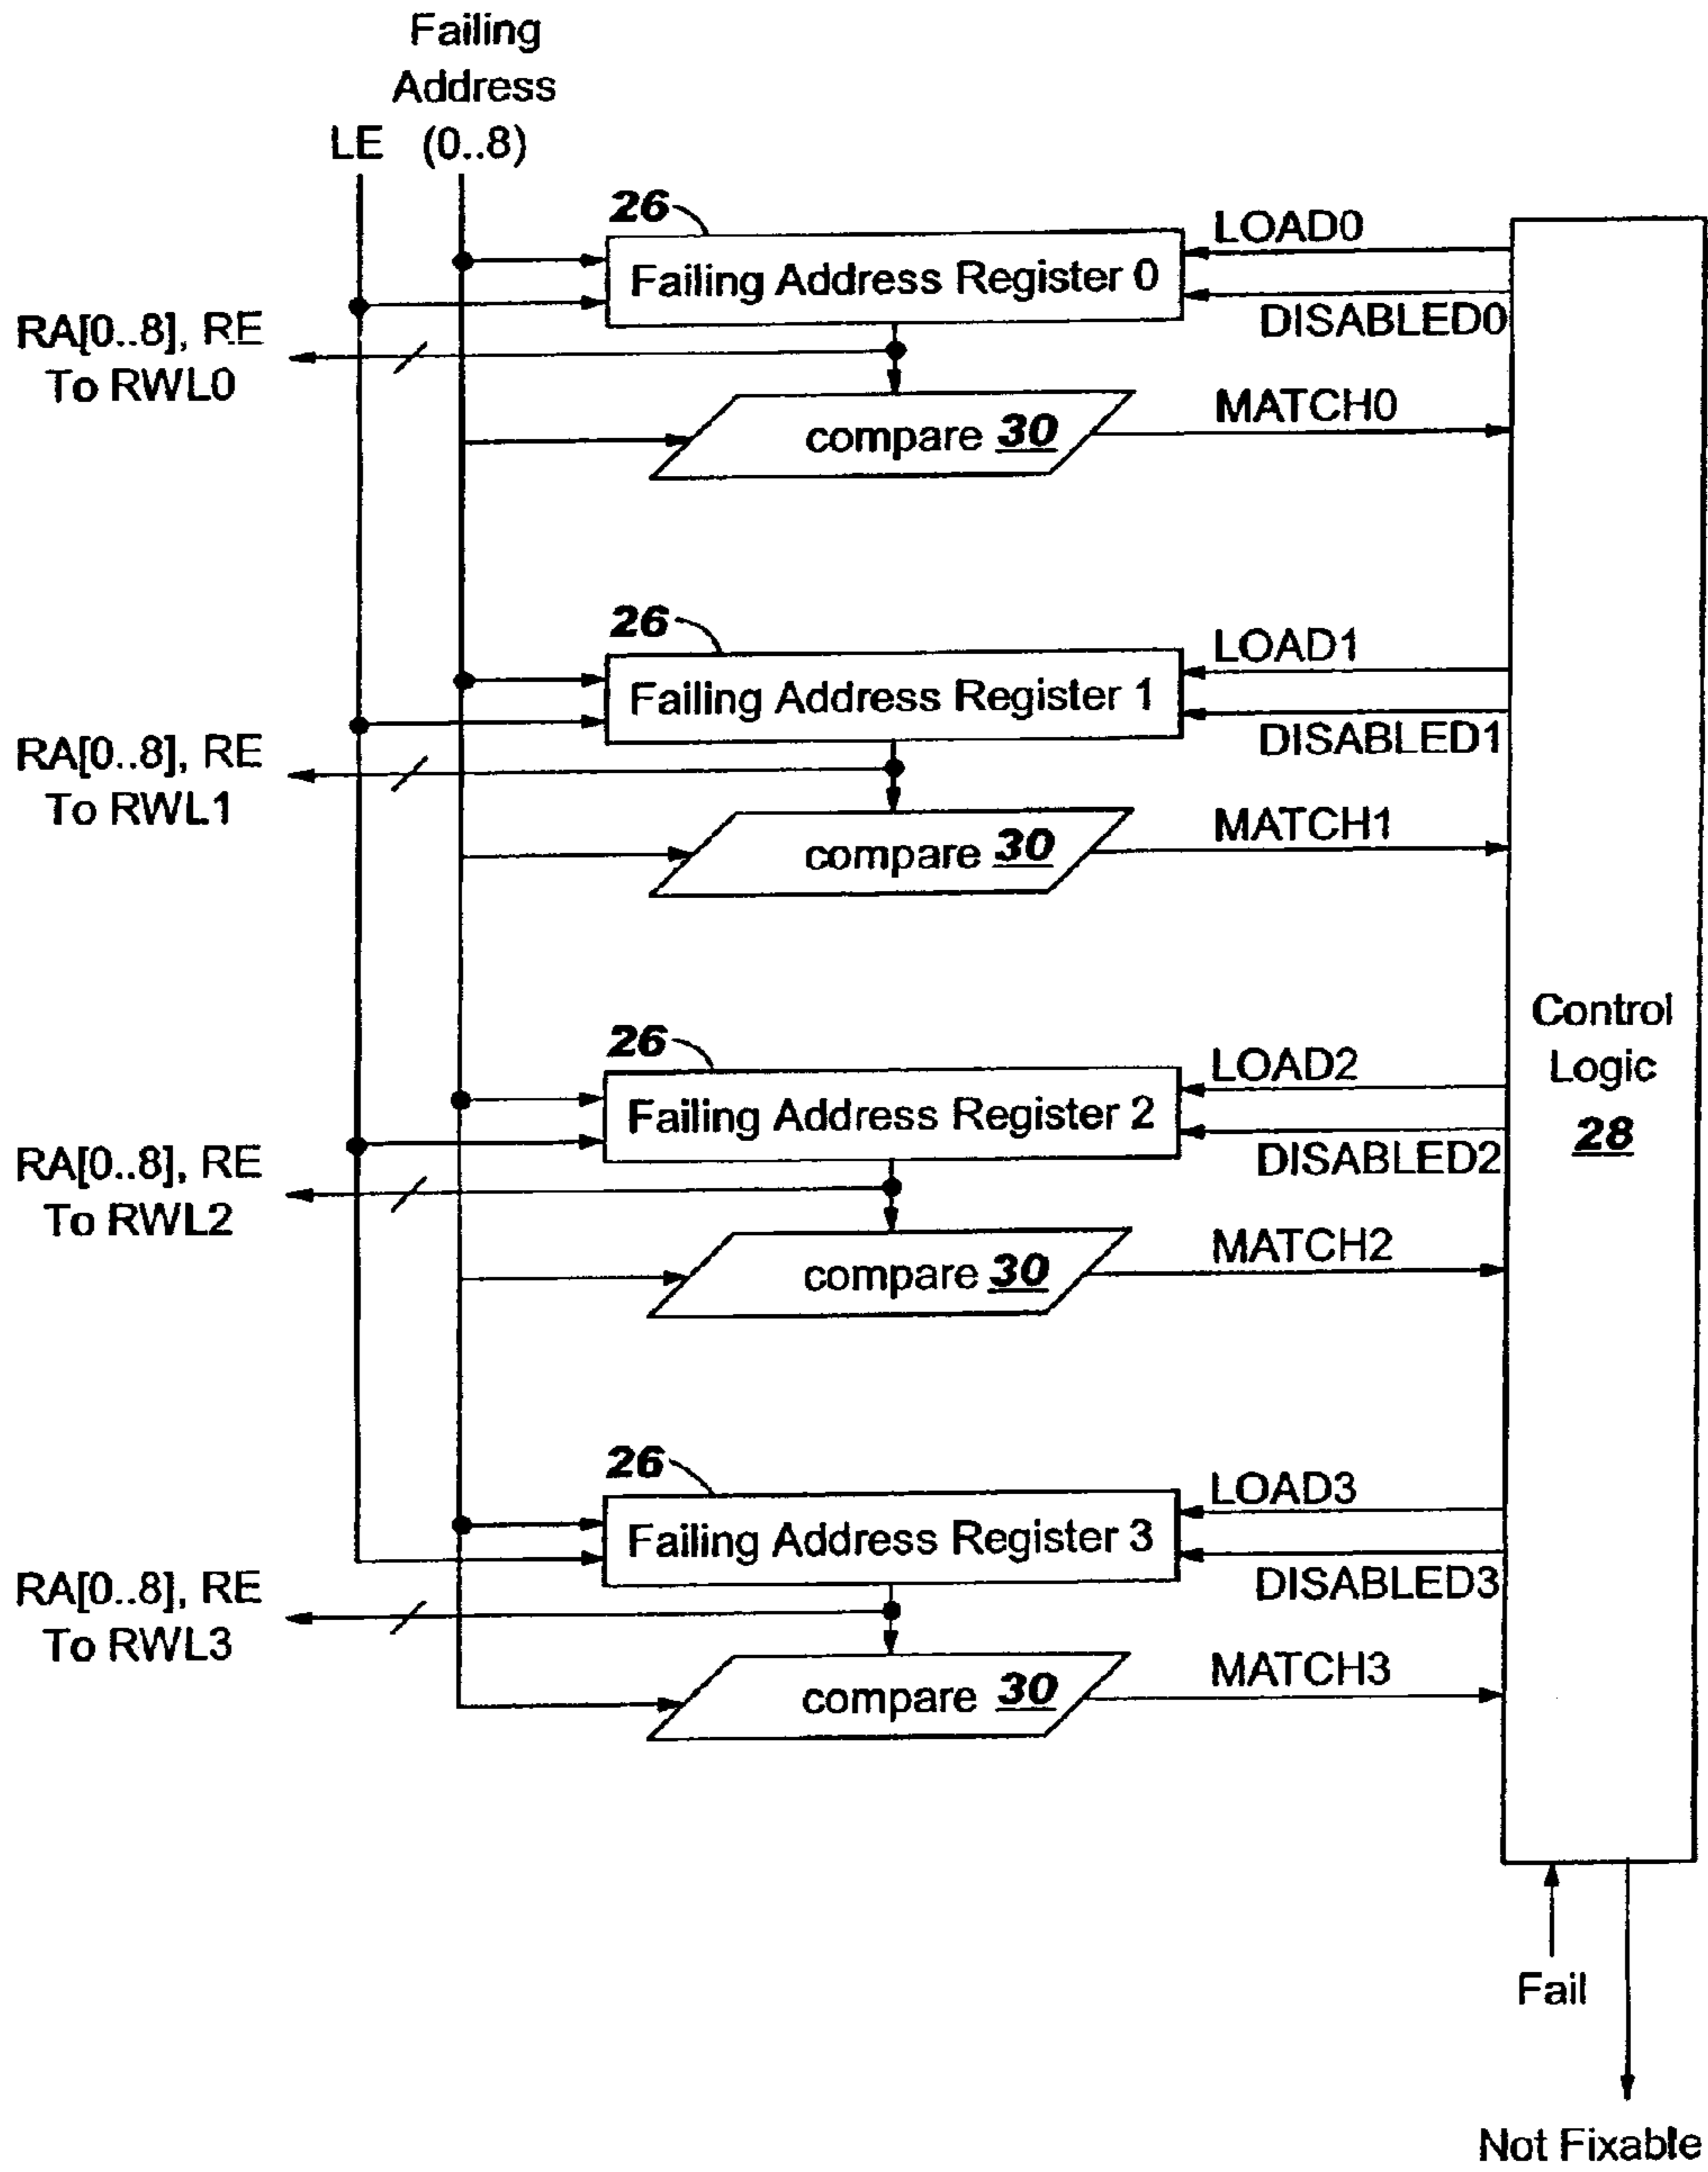 Failing
Address
LE (0..8)
26
LOAD0
Failing Address Register 0
DISABLED0
RA[0..8], RE
To RWL0
MATCH0
compare 30
26
LOAD1
Failing Address Register 1
DISABLED1
RA[0..8], RE
To RWL1
MATCH1
compare 30
Control
Logic
28
26
LOAD2
Failing Address Register 2
DISABLED2
RA[0..8], RE
To RWL2
MATCH2
compare 30
26
LOAD3
Failing Address Register 3
DISABLED3
RA[0..8], RE
To RWL3
MATCH3
compare 30
Fail
Not Fixable